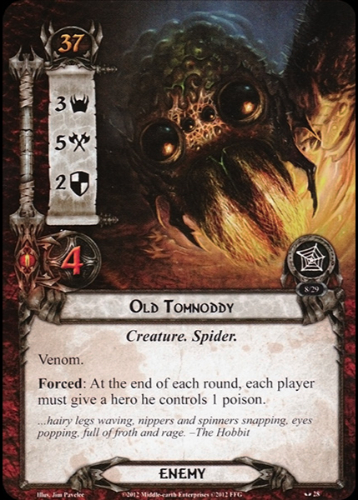 37
3
5
2
4
8/29
OLD TOMNODDY
Creature. Spider.
Venom.
Forced: At the end of each round, each player
must give a hero he controls 1 poison.
...hairy legs waving, nippers and spinners snapping, eyes
popping, full of froth and rage. –The Hobbit
ENEMY
Illus. Jon Paveler ©2012 Middle-earth Enterprises ©2012 FFG 28